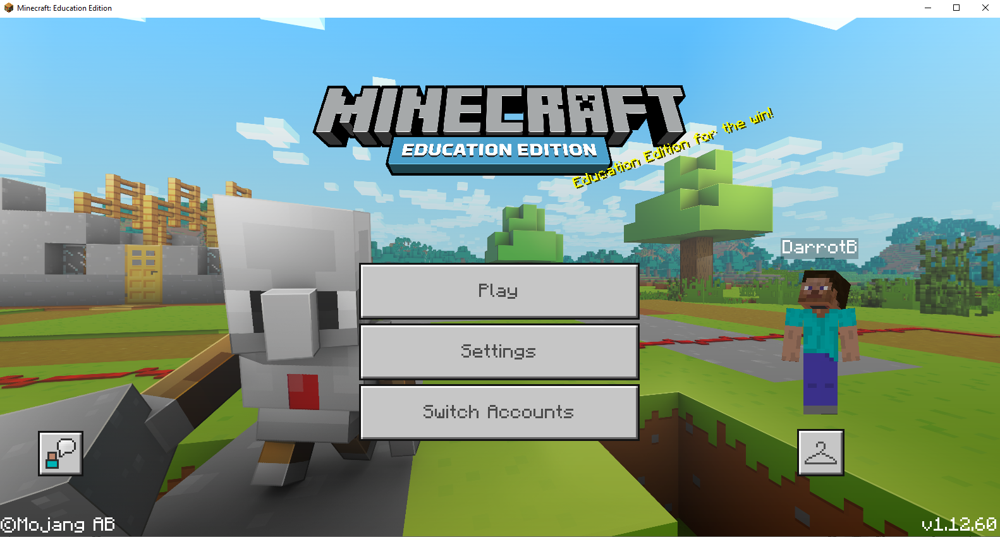 Minecraft: Education Edition
MINECRAFT
EDUCATION EDITION
Education Edition for the win!
DarrotB
Play
Settings
Switch Accounts
©Mojang AB
v1.12.60